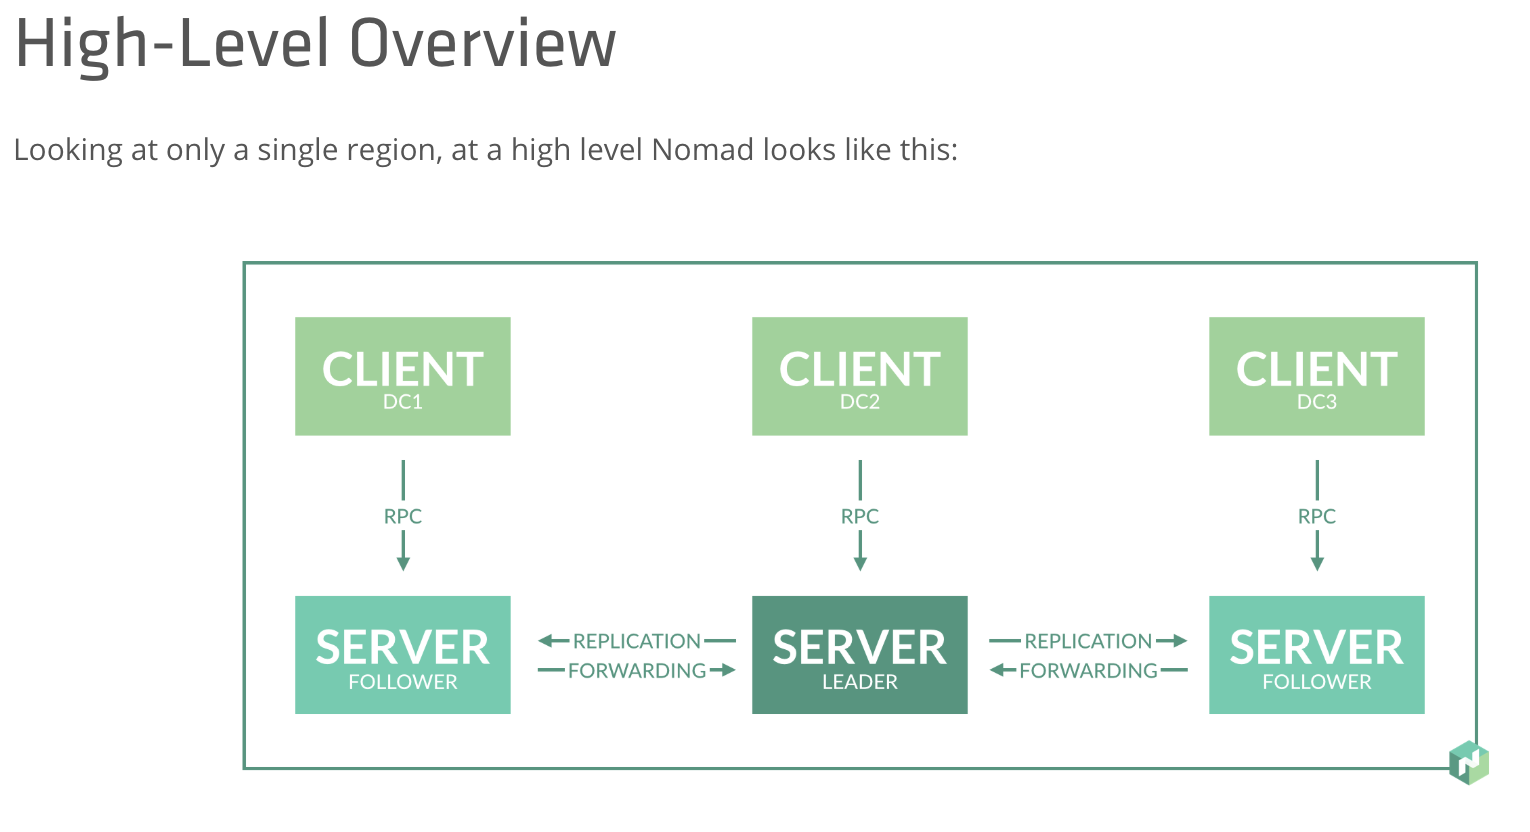 High-Level Overview
Looking at only a single region, at a high level Nomad looks like this:
CLIENT
DC1
CLIENT
DC2
CLIENT
DC3
RPC
RPC
RPC
SERVER
FOLLOWER
REPLICATION
FORWARDING
SERVER
LEADER
REPLICATION
FORWARDING
SERVER
FOLLOWER